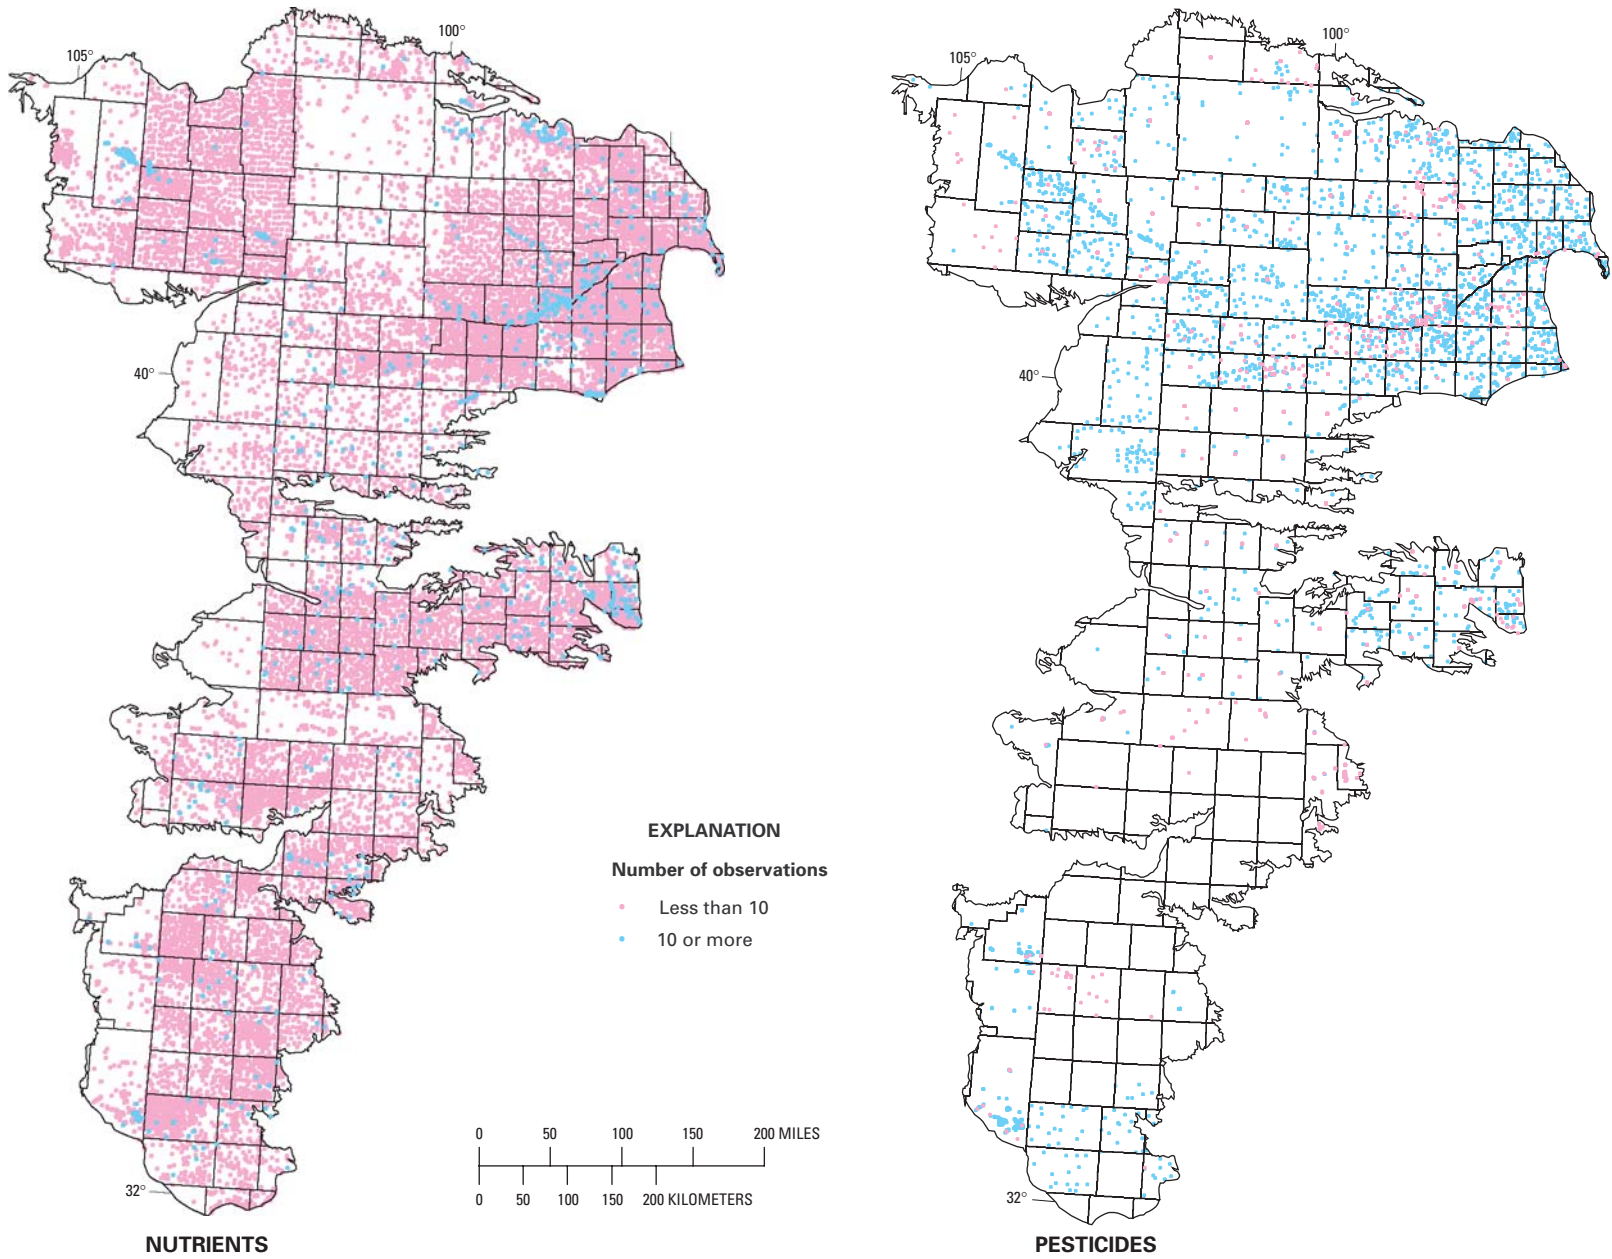 100°
105°
40°
32°
100°
105°
40°
32°
EXPLANATION
Number of observations
Less than 10
10 or more
0 50 100 150 200 MILES
0 50 100 150 200 KILOMETERS
NUTRIENTS
PESTICIDES